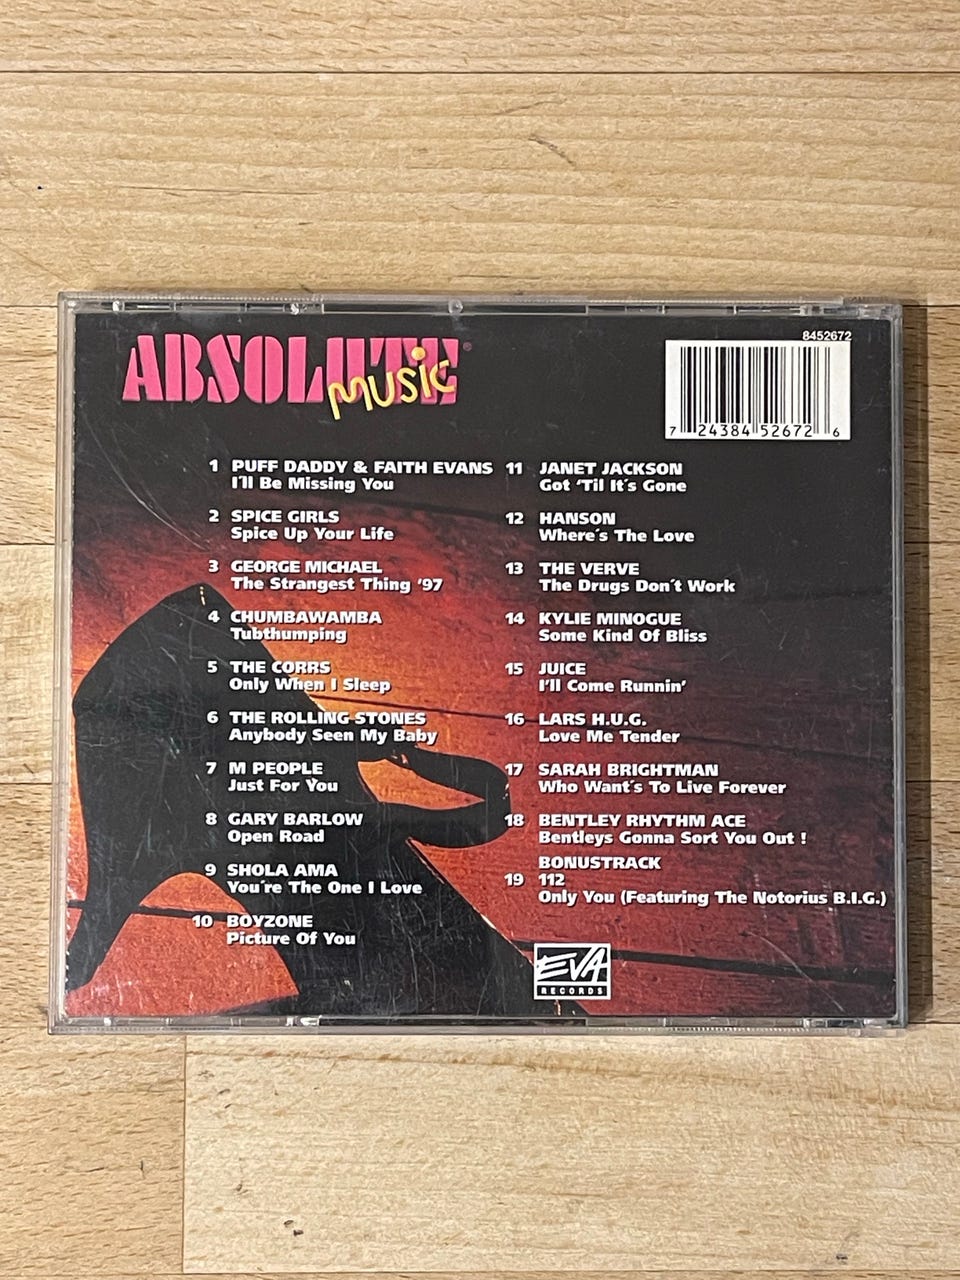 ABSOLUTE
MUSIC
8452672
7 24384 52672 6
1 PUFF DADDY & FAITH EVANS
I'll Be Missing You
2 SPICE GIRLS
Spice Up Your Life
3 GEORGE MICHAEL
The Strangest Thing '97
4 CHUMBAWAMBA
Tubthumping
5 THE CORRS
Only When I Sleep
6 THE ROLLING STONES
Anybody Seen My Baby
7 M PEOPLE
Just For You
8 GARY BARLOW
Open Road
9 SHOLA AMA
You´re The One I Love
10 BOYZONE
Picture Of You
11 JANET JACKSON
Got 'Til It´s Gone
12 HANSON
Where´s The Love
13 THE VERVE
The Drugs Don´t Work
14 KYLIE MINOGUE
Some Kind Of Bliss
15 JUICE
I'll Come Runnin'
16 LARS H.U.G.
Love Me Tender
17 SARAH BRIGHTMAN
Who Want´s To Live Forever
18 BENTLEY RHYTHM ACE
Bentleys Gonna Sort You Out !
BONUSTRACK
19 112
Only You (Featuring The Notorius B.I.G.)
EVA
RECORDS